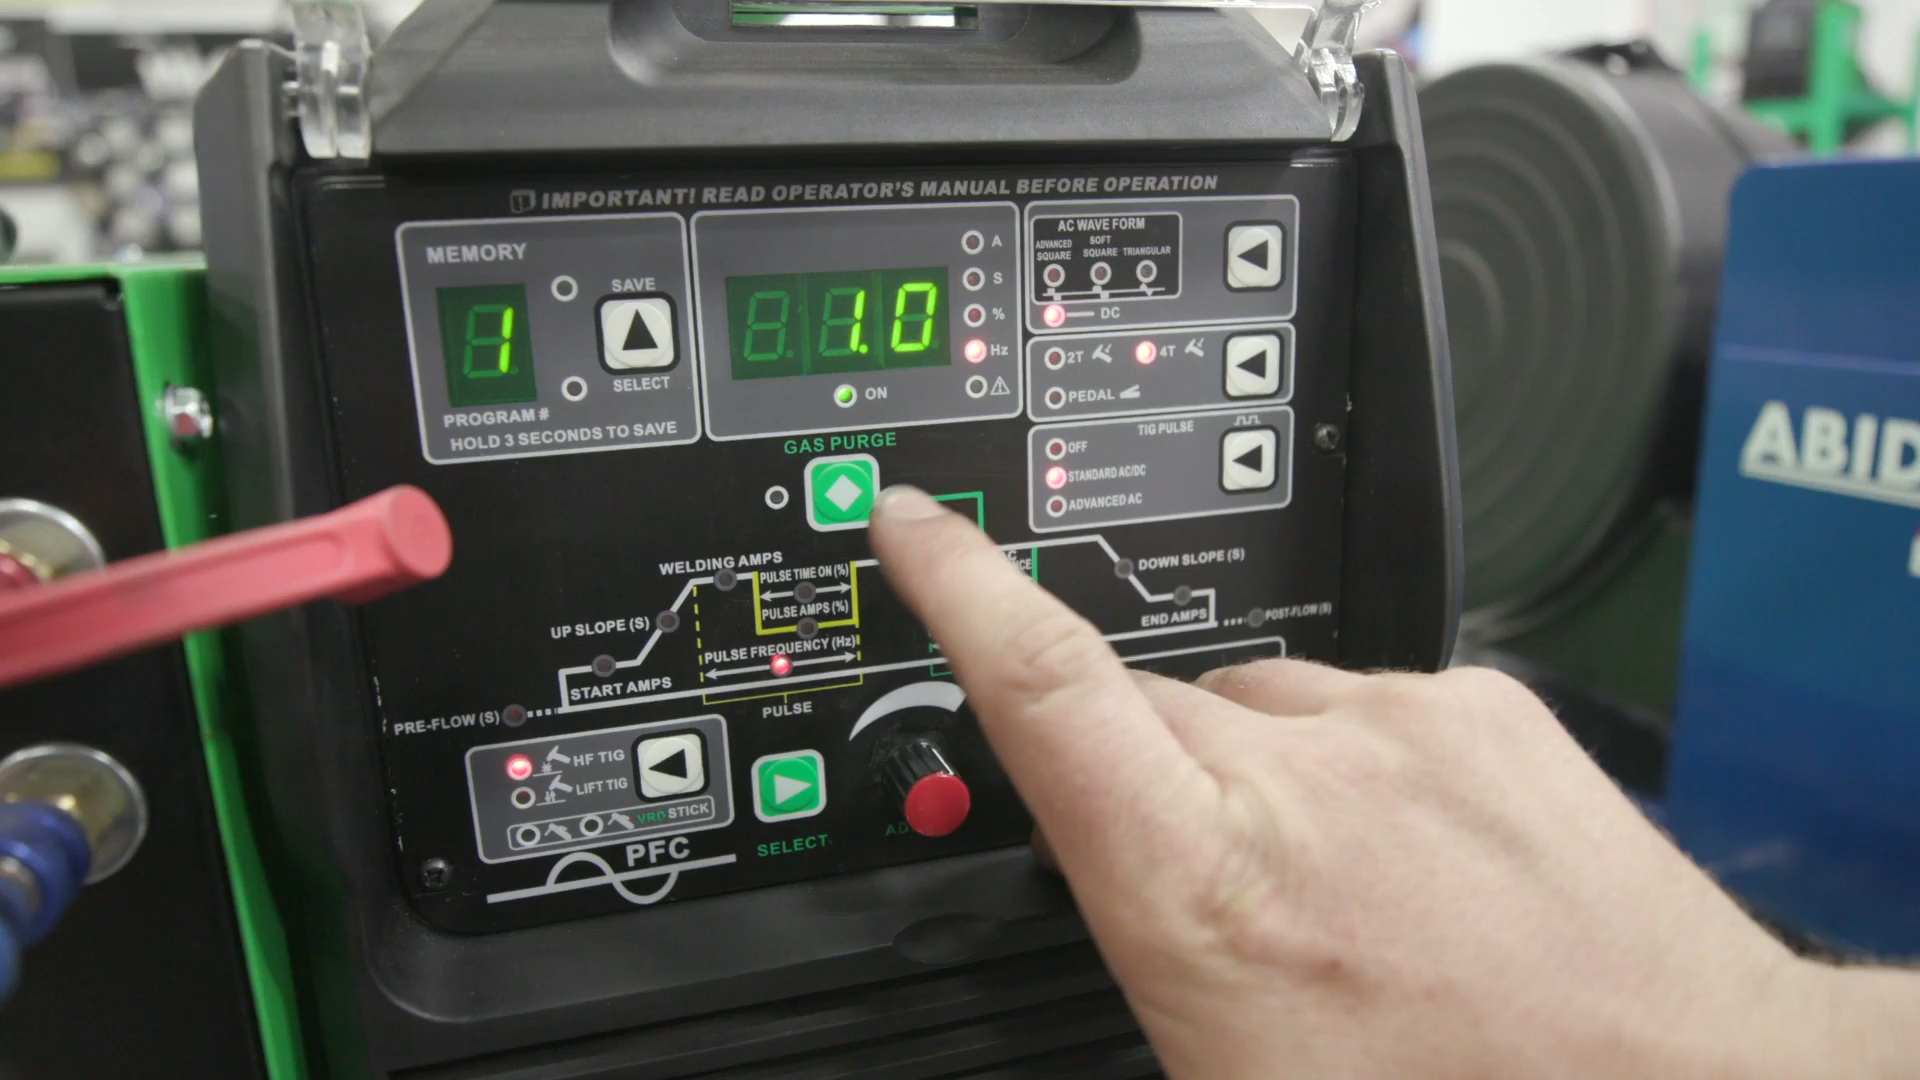 IMPORTANT! READ OPERATOR'S MANUAL BEFORE OPERATION
MEMORY
SAVE
1
SELECT
PROGRAM #
HOLD 3 SECONDS TO SAVE
A
S
%
Hz
1.0
ON
AC WAVE FORM
ADVANCED SQUARE
SOFT SQUARE
TRIANGULAR
DC
2T
4T
PEDAL
TIG PULSE
OFF
STANDARD AC/DC
ADVANCED AC
GAS PURGE
WELDING AMPS
PULSE TIME ON (%)
PULSE AMPS (%)
UP SLOPE (S)
PULSE FREQUENCY (Hz)
START AMPS
PRE-FLOW (S)
PULSE
DOWN SLOPE (S)
END AMPS
POST-FLOW (S)
HF TIG
LIFT TIG
VRD STICK
PFC
SELECT
ABID